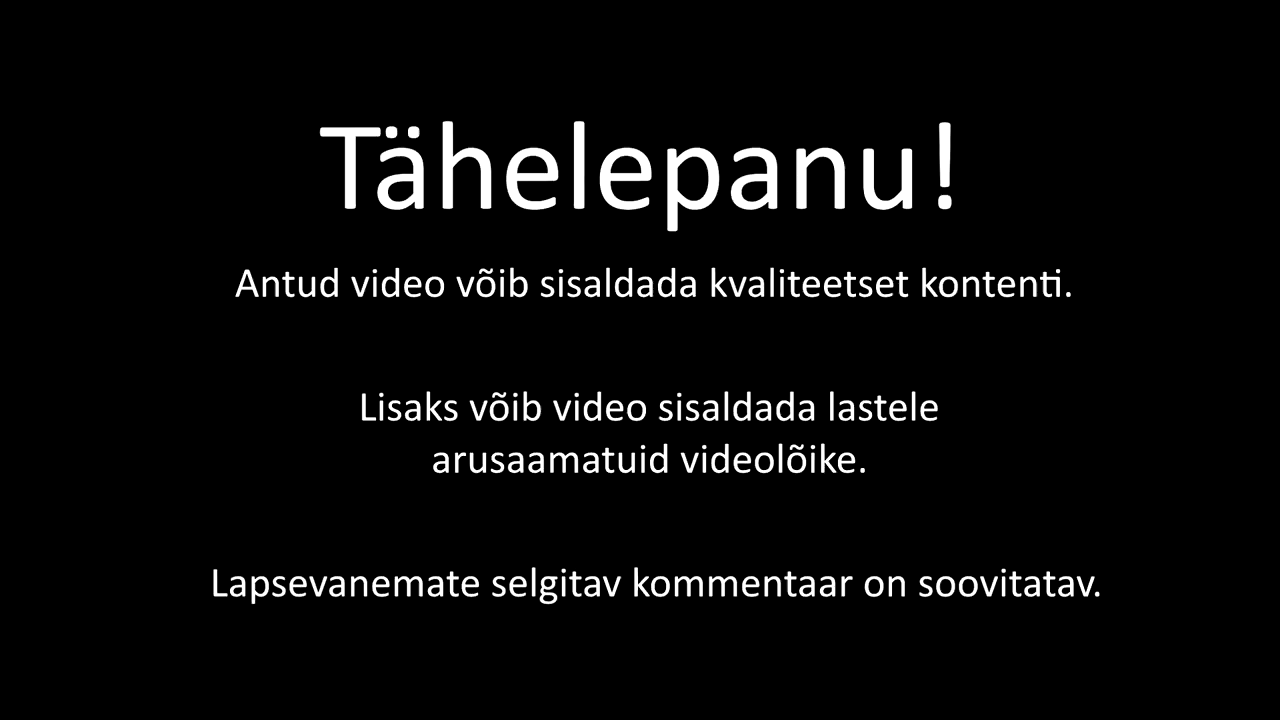 Tähelepanu!
Antud video võib sisaldada kvaliteetset kontenti.
Lisaks võib video sisaldada lastele
arusaamatuid videolõike.
Lapsevanemate selgitav kommentaar on soovitatav.